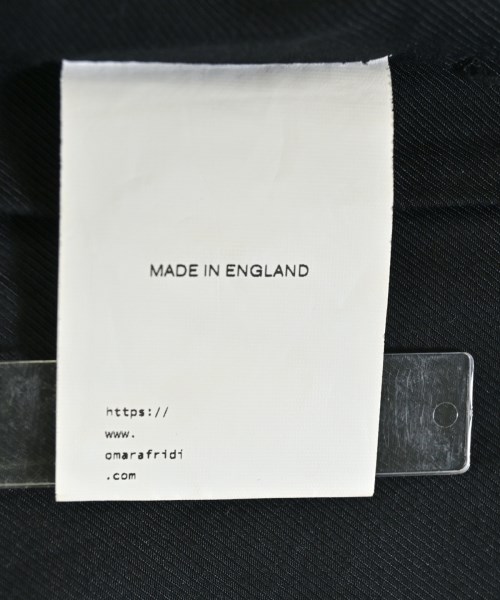 MADE IN ENGLAND
https://
www.
omarafridi
.com